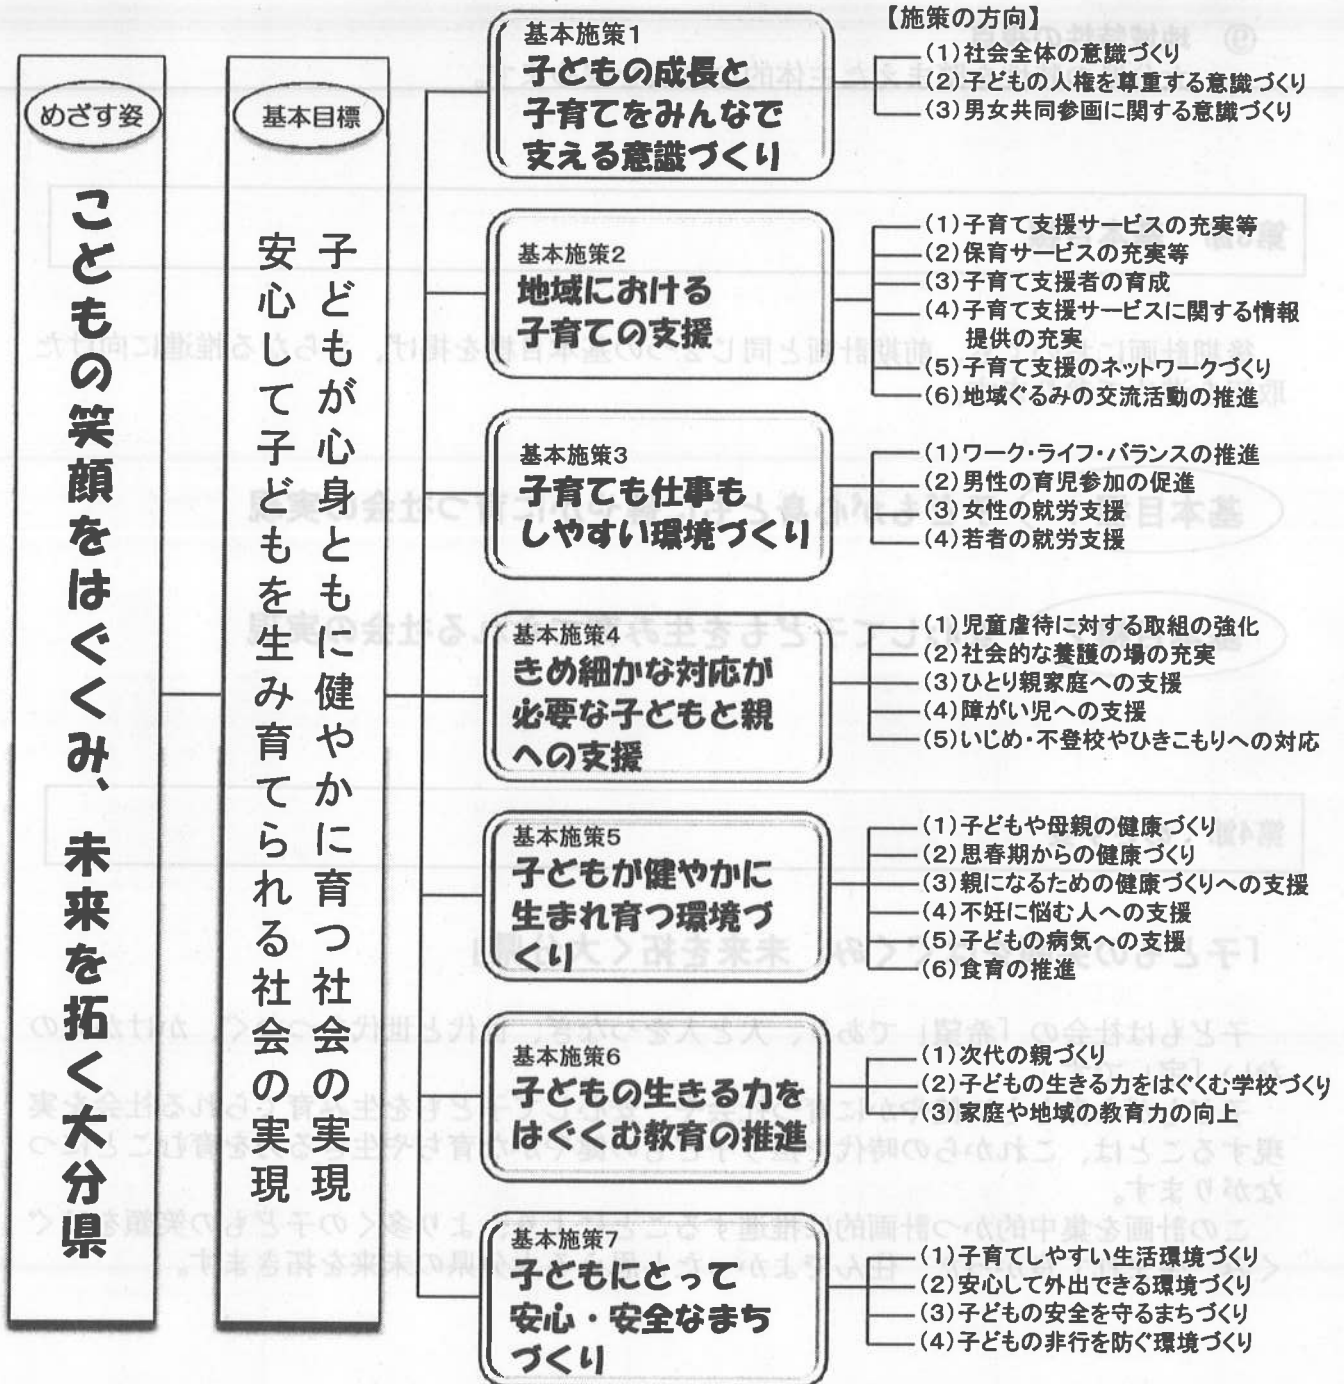 めざす姿
こどもの笑顔をはぐくみ、未来を拓く大分県
基本目標
子どもが心身ともに健やかに育つ社会の実現
安心して子どもを生み育てられる社会の実現
【施策の方向】
基本施策1
子どもの成長と
子育てをみんなで
支える意識づくり
(1)社会全体の意識づくり
(2)子どもの人権を尊重する意識づくり
(3)男女共同参画に関する意識づくり
基本施策2
地域における
子育ての支援
(1)子育て支援サービスの充実等
(2)保育サービスの充実等
(3)子育て支援者の育成
(4)子育て支援サービスに関する情報
提供の充実
(5)子育て支援のネットワークづくり
(6)地域ぐるみの交流活動の推進
基本施策3
子育ても仕事も
しやすい環境づくり
(1)ワーク・ライフ・バランスの推進
(2)男性の育児参加の促進
(3)女性の就労支援
(4)若者の就労支援
基本施策4
きめ細かな対応が
必要な子どもと親
への支援
(1)児童虐待に対する取組の強化
(2)社会的な養護の場の充実
(3)ひとり親家庭への支援
(4)障がい児への支援
(5)いじめ・不登校やひきこもりへの対応
基本施策5
子どもが健やかに
生まれ育つ環境づ
くり
(1)子どもや母親の健康づくり
(2)思春期からの健康づくり
(3)親になるための健康づくりへの支援
(4)不妊に悩む人への支援
(5)子どもの病気への支援
(6)食育の推進
基本施策6
子どもの生きる力を
はぐくむ教育の推進
(1)次代の親づくり
(2)子どもの生きる力をはぐくむ学校づくり
(3)家庭や地域の教育力の向上
基本施策7
子どもにとって
安心・安全なまち
づくり
(1)子育てしやすい生活環境づくり
(2)安心して外出できる環境づくり
(3)子どもの安全を守るまちづくり
(4)子どもの非行を防ぐ環境づくり